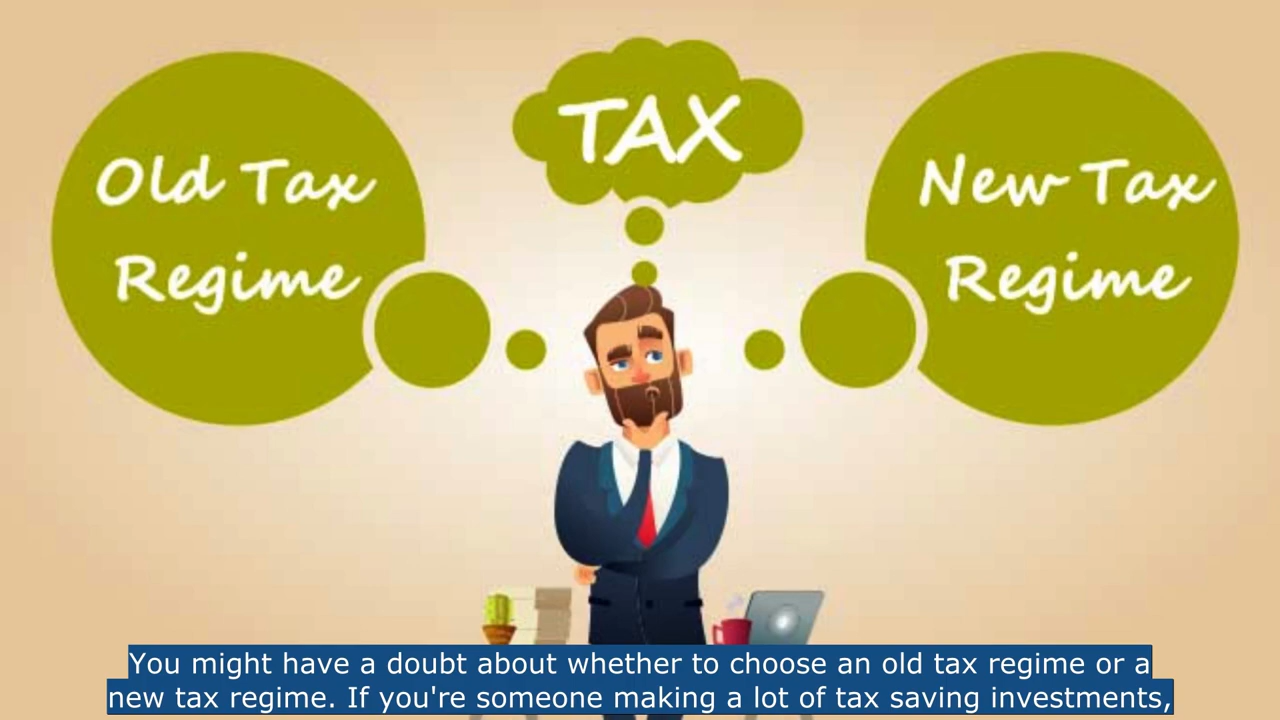 TAX
Old Tax
Regime
New Tax
Regime
You might have a doubt about whether to choose an old tax regime or a
new tax regime. If you're someone making a lot of tax saving investments,